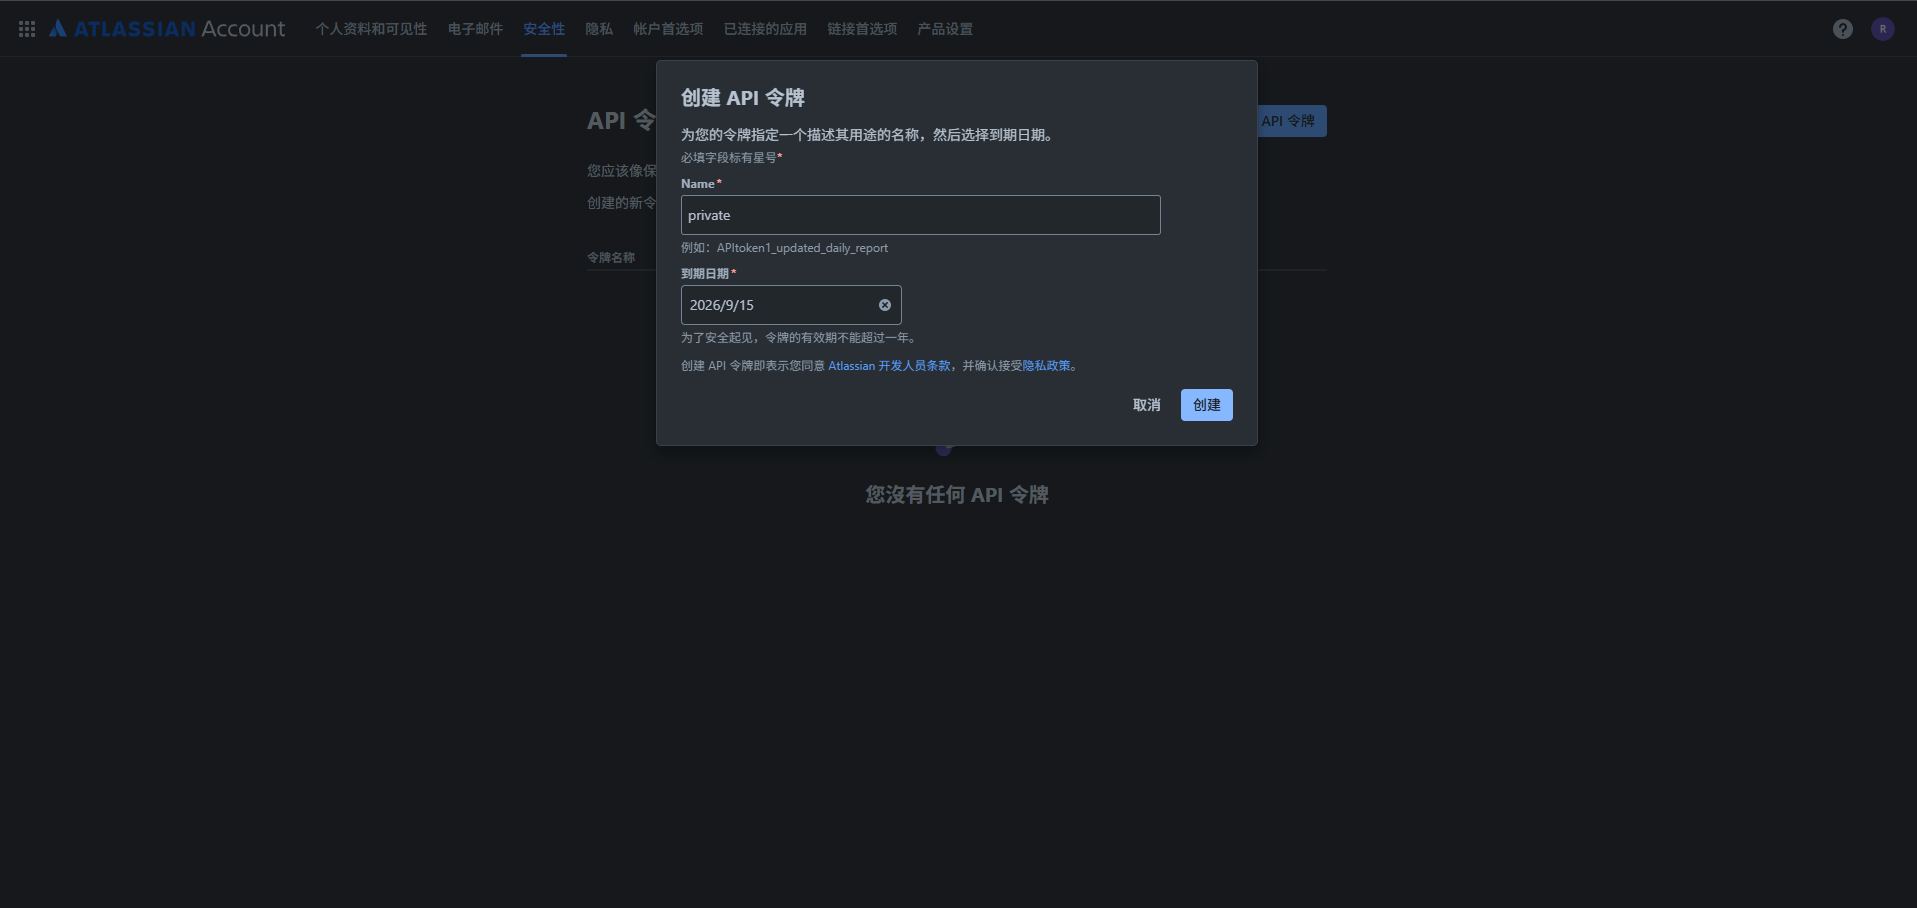 ATLASSIAN Account
个人资料和可见性
电子邮件
安全性
隐私
帐户首选项
已连接的应用
链接首选项
产品设置
?
R
API 令
API 令牌
您应该像保
创建的新令
令牌名称
创建 API 令牌
为您的令牌指定一个描述其用途的名称，然后选择到期日期。
必填字段标有星号*
Name*
private
例如：APItoken1_updated_daily_report
到期日期*
2026/9/15
为了安全起见，令牌的有效期不能超过一年。
创建 API 令牌即表示您同意 Atlassian 开发人员条款，并确认接受隐私政策。
取消
创建
您沒有任何 API 令牌